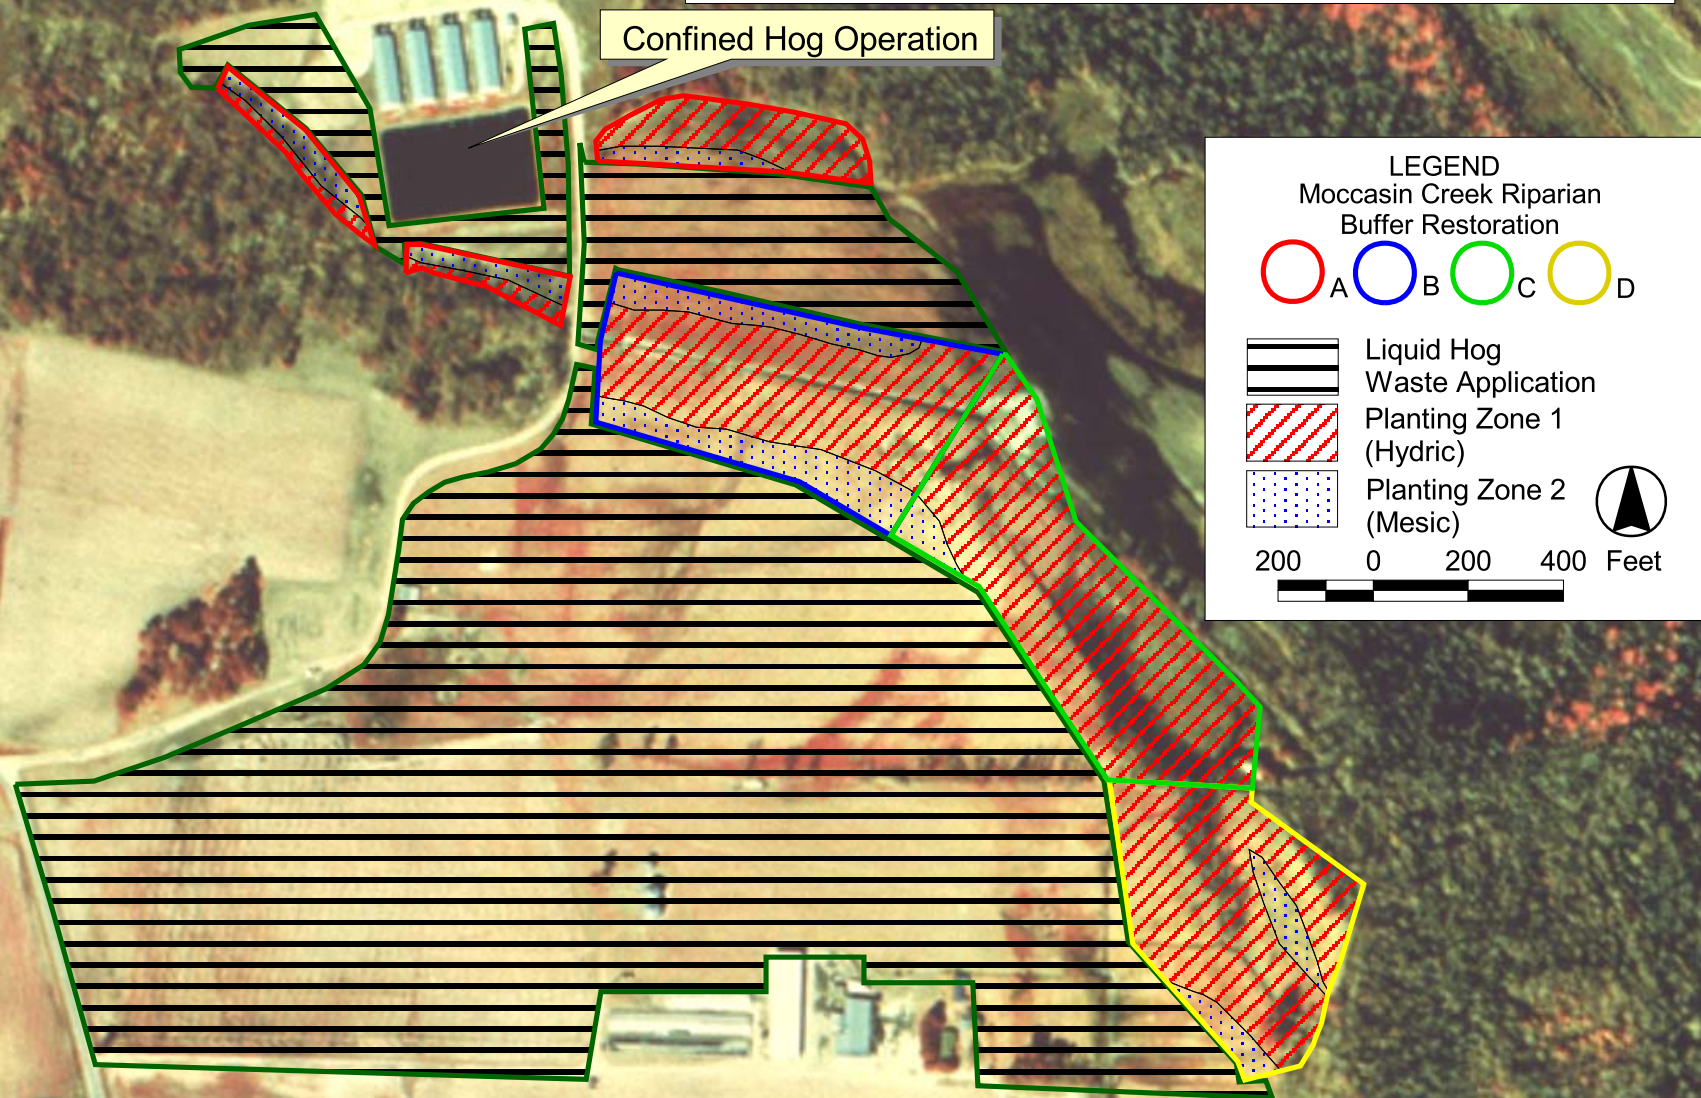 Confined Hog Operation
LEGEND
Moccasin Creek Riparian
Buffer Restoration
A B C D
Liquid Hog
Waste Application
Planting Zone 1
(Hydric)
Planting Zone 2
(Mesic)
200 0 200 400 Feet